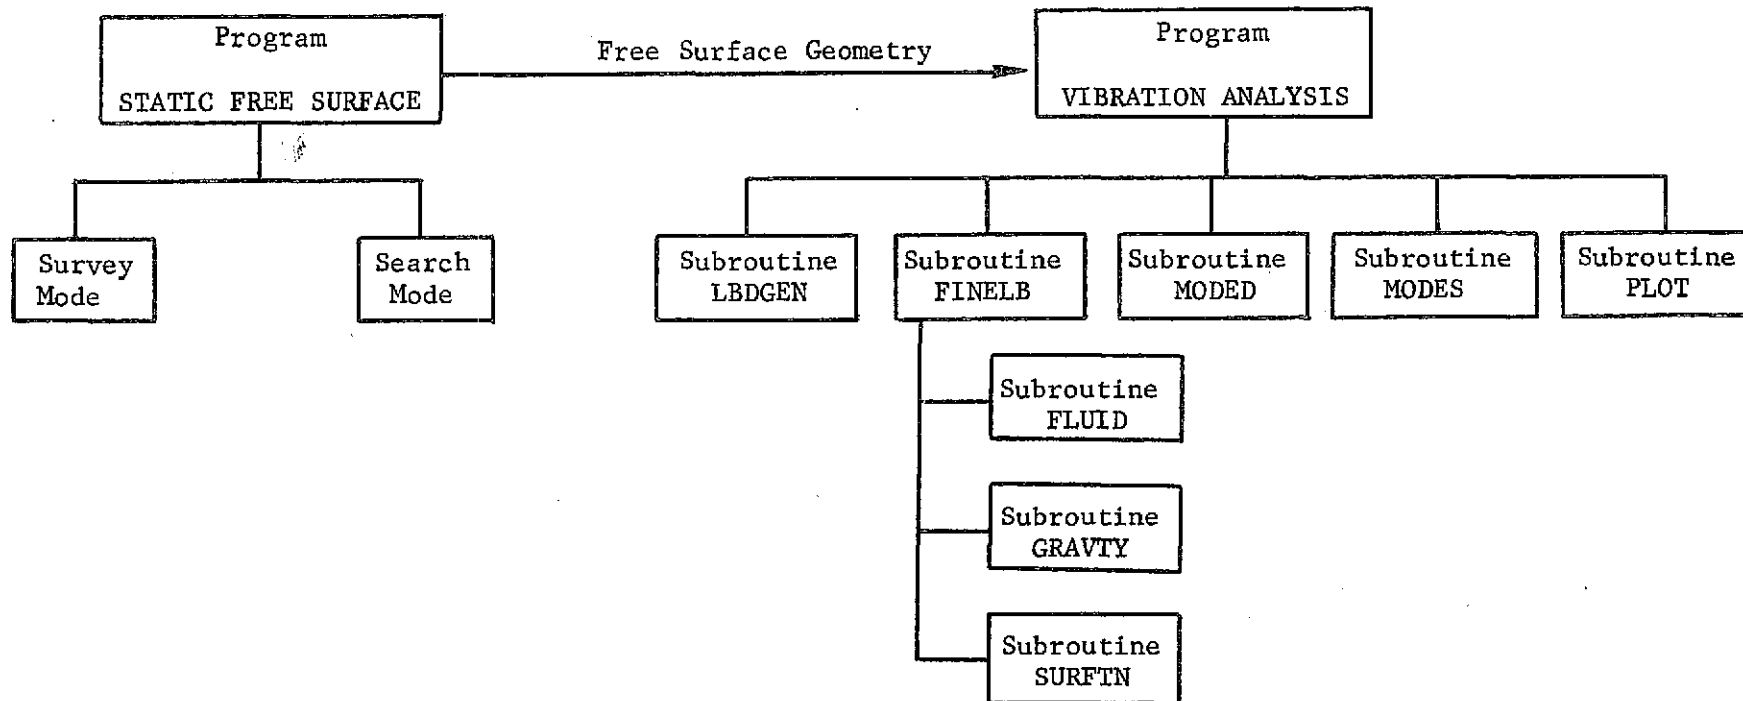 Program
STATIC FREE SURFACE
Free Surface Geometry
Program
VIBRATION ANALYSIS
Survey
Mode
Search
Mode
Subroutine
LBDGEN
Subroutine
FINELB
Subroutine
MODED
Subroutine
MODES
Subroutine
PLOT
Subroutine
FLUID
Subroutine
GRAVTY
Subroutine
SURFTN